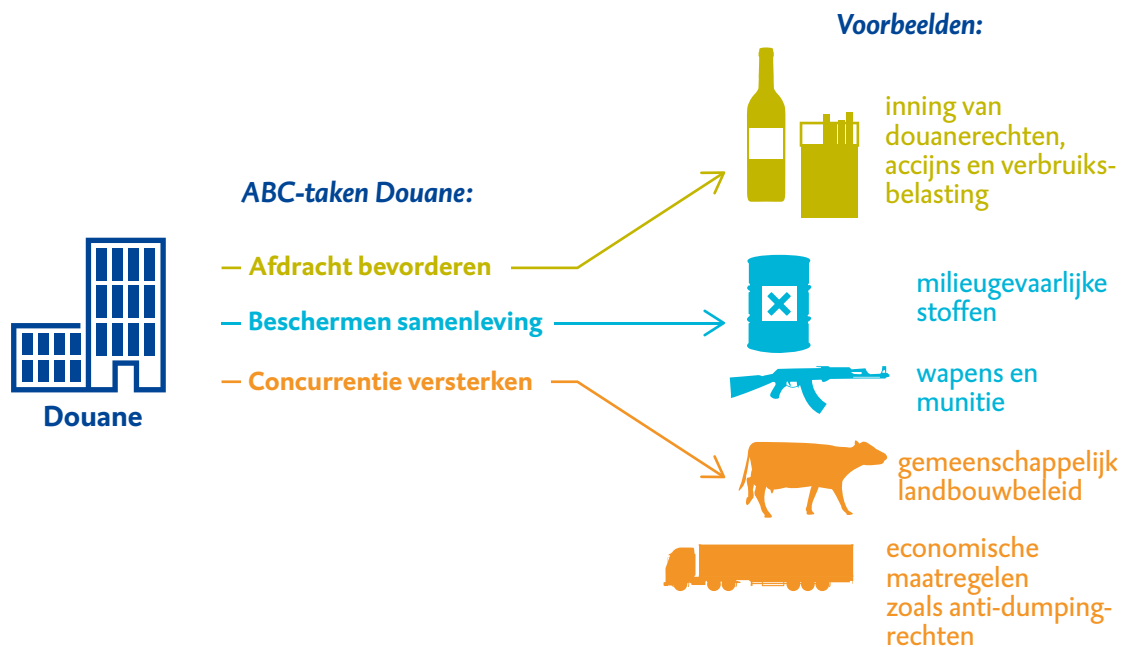 Voorbeelden:
inning van
douanerechten,
accijns en verbruiks-
belasting
ABC-taken Douane:
– Afdracht bevorderen
– Beschermen samenleving
– Concurrentie versterken
Douane
milieugevaarlijke
stoffen
wapens en
munitie
gemeenschappelijk
landbouwbeleid
economische
maatregelen
zoals anti-dumping-
rechten